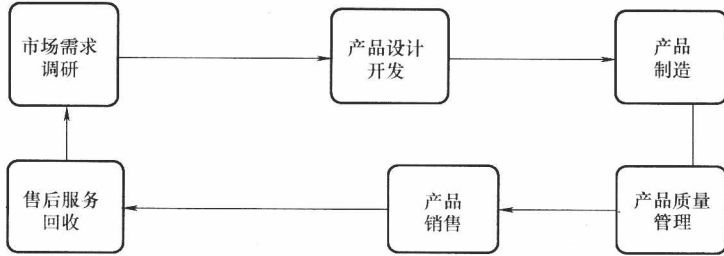 市场需求
调研
产品设计
开发
产品
制造
售后服务
回收
产品
销售
产品质量
管理